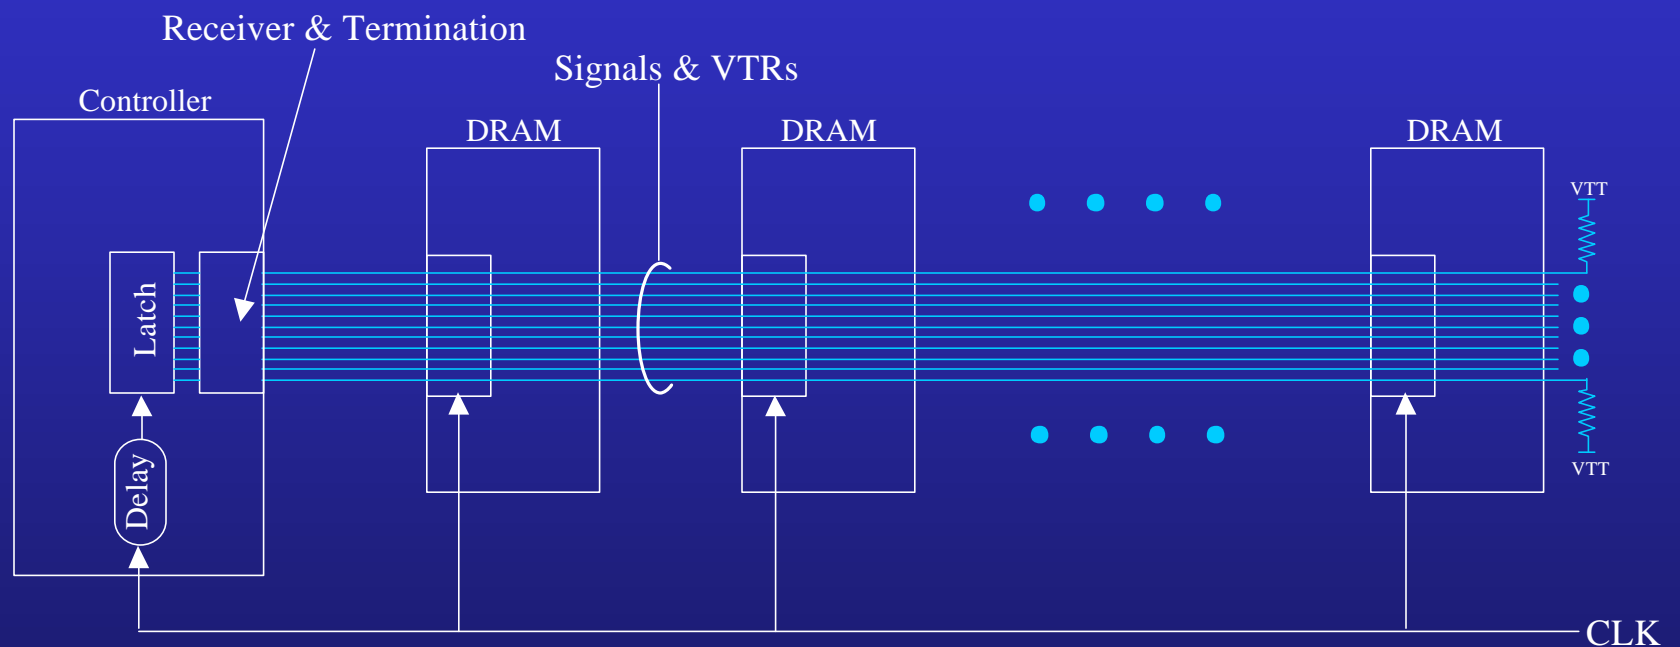 Receiver & Termination
Signals & VTRs
Controller
DRAM
DRAM
DRAM
VTT
Latch
VTT
Delay
CLK